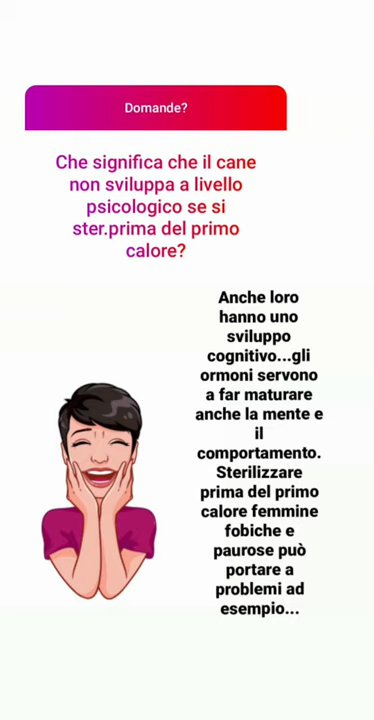 Domande?
Che significa che il cane
non sviluppa a livello
psicologico se si
ster.prima del primo
calore?
Anche loro
hanno uno
sviluppo
cognitivo...gli
ormoni servono
a far maturare
anche la mente e
il
comportamento.
Sterilizzare
prima del primo
calore femmine
fobiche e
paurose può
portare a
problemi ad
esempio...